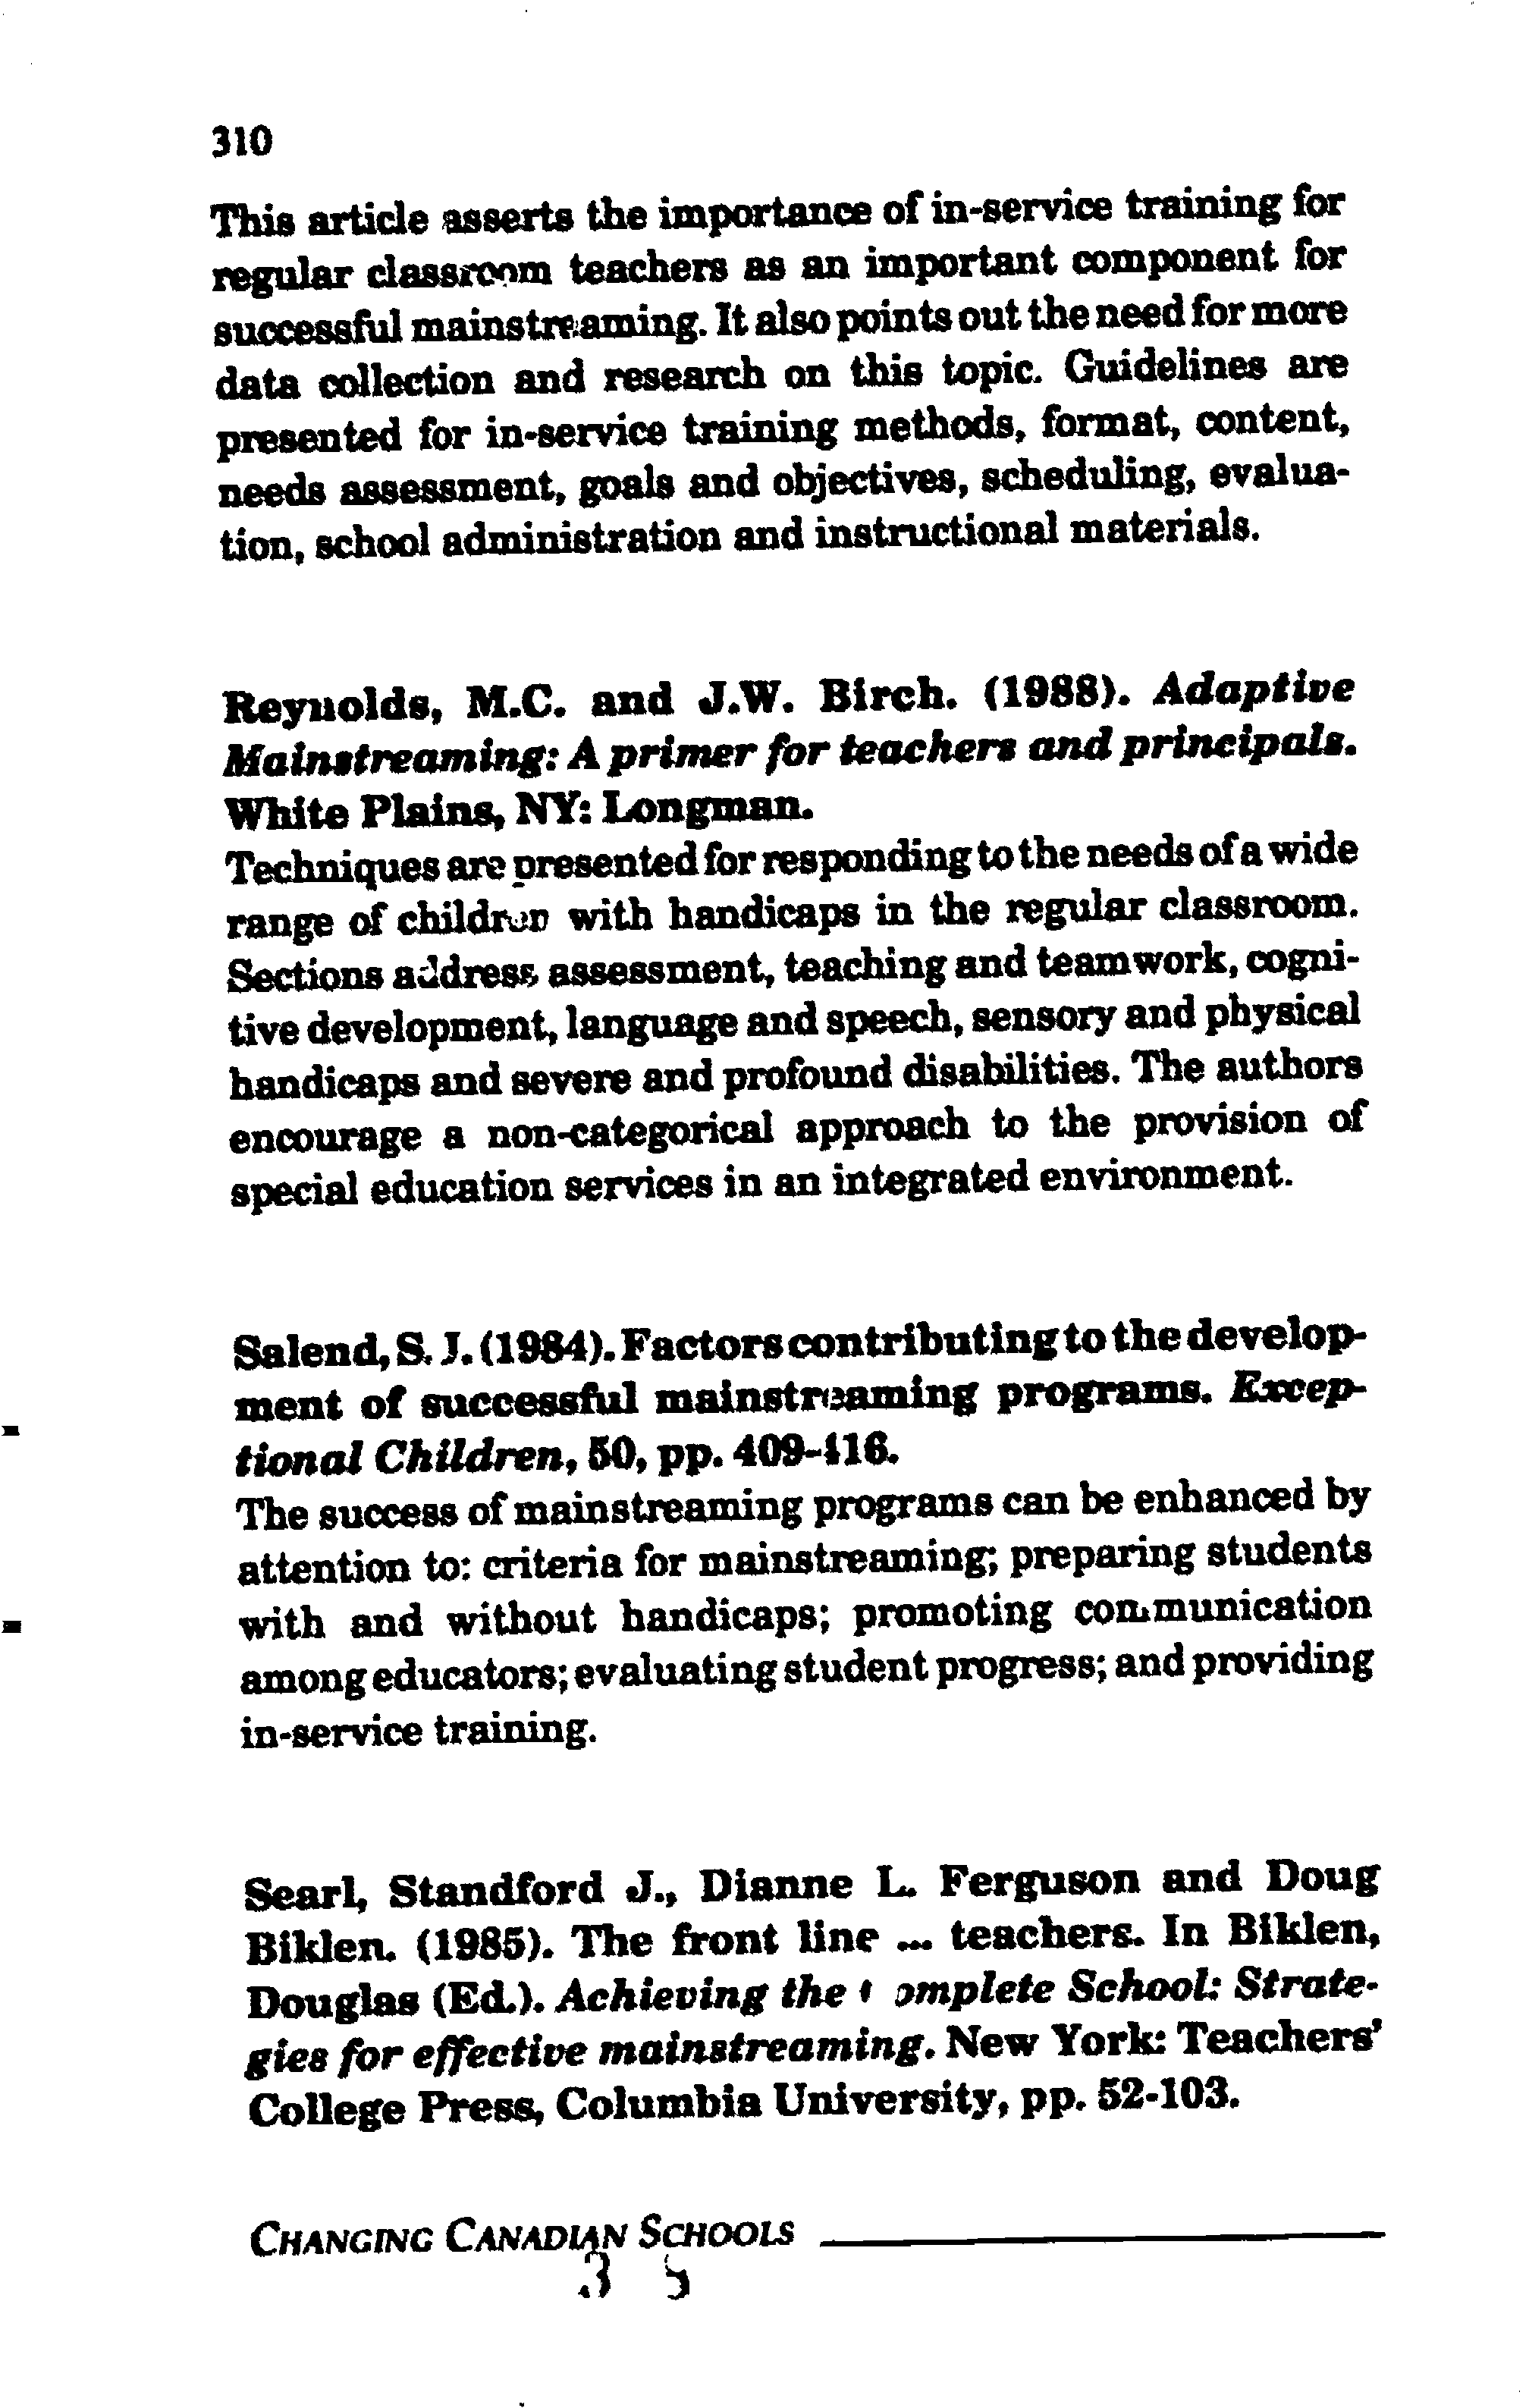 310
This article asserts the importance of in-service training for
regular classroom teachers as an important component for
successful mainstreaming. It also points out the need for more
data collection and research on this topic. Guidelines are
presented for in-service training methods, format, content,
needs assessment, goals and objectives, scheduling, evalua-
tion, school administration and instructional materials.
Reynolds, M.C. and J.W. Birch. (1988). Adaptive
Mainstreaming: A primer for teachers and principals.
White Plains, NY: Longman.
Techniques are presented for responding to the needs of a wide
range of children with handicaps in the regular classroom.
Sections address assessment, teaching and teamwork, cogni-
tive development, language and speech, sensory and physical
handicaps and severe and profound disabilities. The authors
encourage a non-categorical approach to the provision of
special education services in an integrated environment.
Salend, S. J. (1984). Factors contributing to the develop-
ment of successful mainstreaming programs. Excep-
tional Children, 50, pp. 409-416.
The success of mainstreaming programs can be enhanced by
attention to: criteria for mainstreaming; preparing students
with and without handicaps; promoting communication
among educators; evaluating student progress; and providing
in-service training.
Searl, Standford J., Dianne L. Ferguson and Doug
Biklen. (1985). The front line ... teachers. In Biklen,
Douglas (Ed.). Achieving the Complete School: Strate-
gies for effective mainstreaming. New York: Teachers'
College Press, Columbia University, pp. 52-103.
CHANGING CANADIAN SCHOOLS